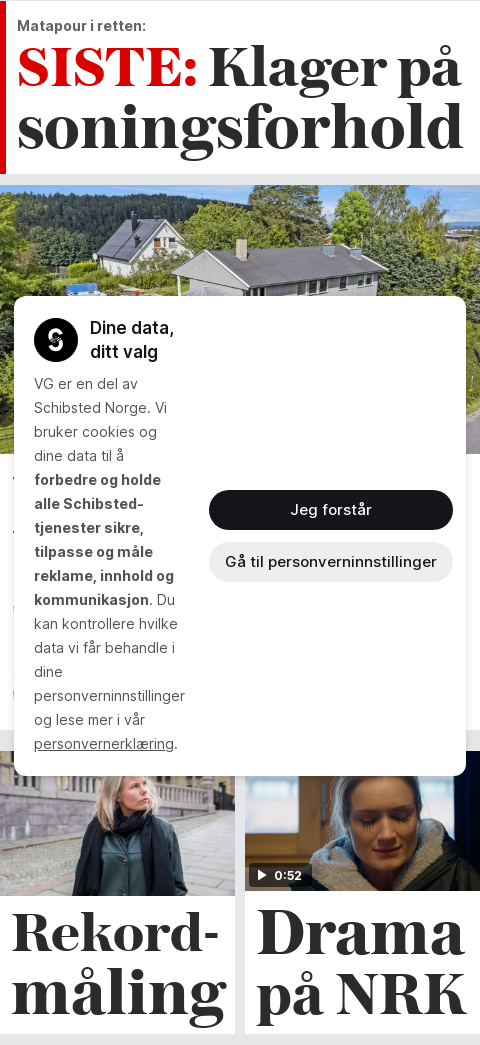 Matapour i retten:
SISTE: Klager på
soningsforhold
Dine data,
ditt valg
VG er en del av
Schibsted Norge. Vi
bruker cookies og
dine data til å
forbedre og holde
alle Schibsted-
tjenester sikre,
tilpasse og måle
reklame, innhold og
kommunikasjon. Du
kan kontrollere hvilke
data vi får behandle i
dine
personverninnstillinger
og lese mer i vår
personvernerklæring.
Jeg forstår
Gå til personverninnstillinger
0:52
Rekord-
måling
Drama
på NRK